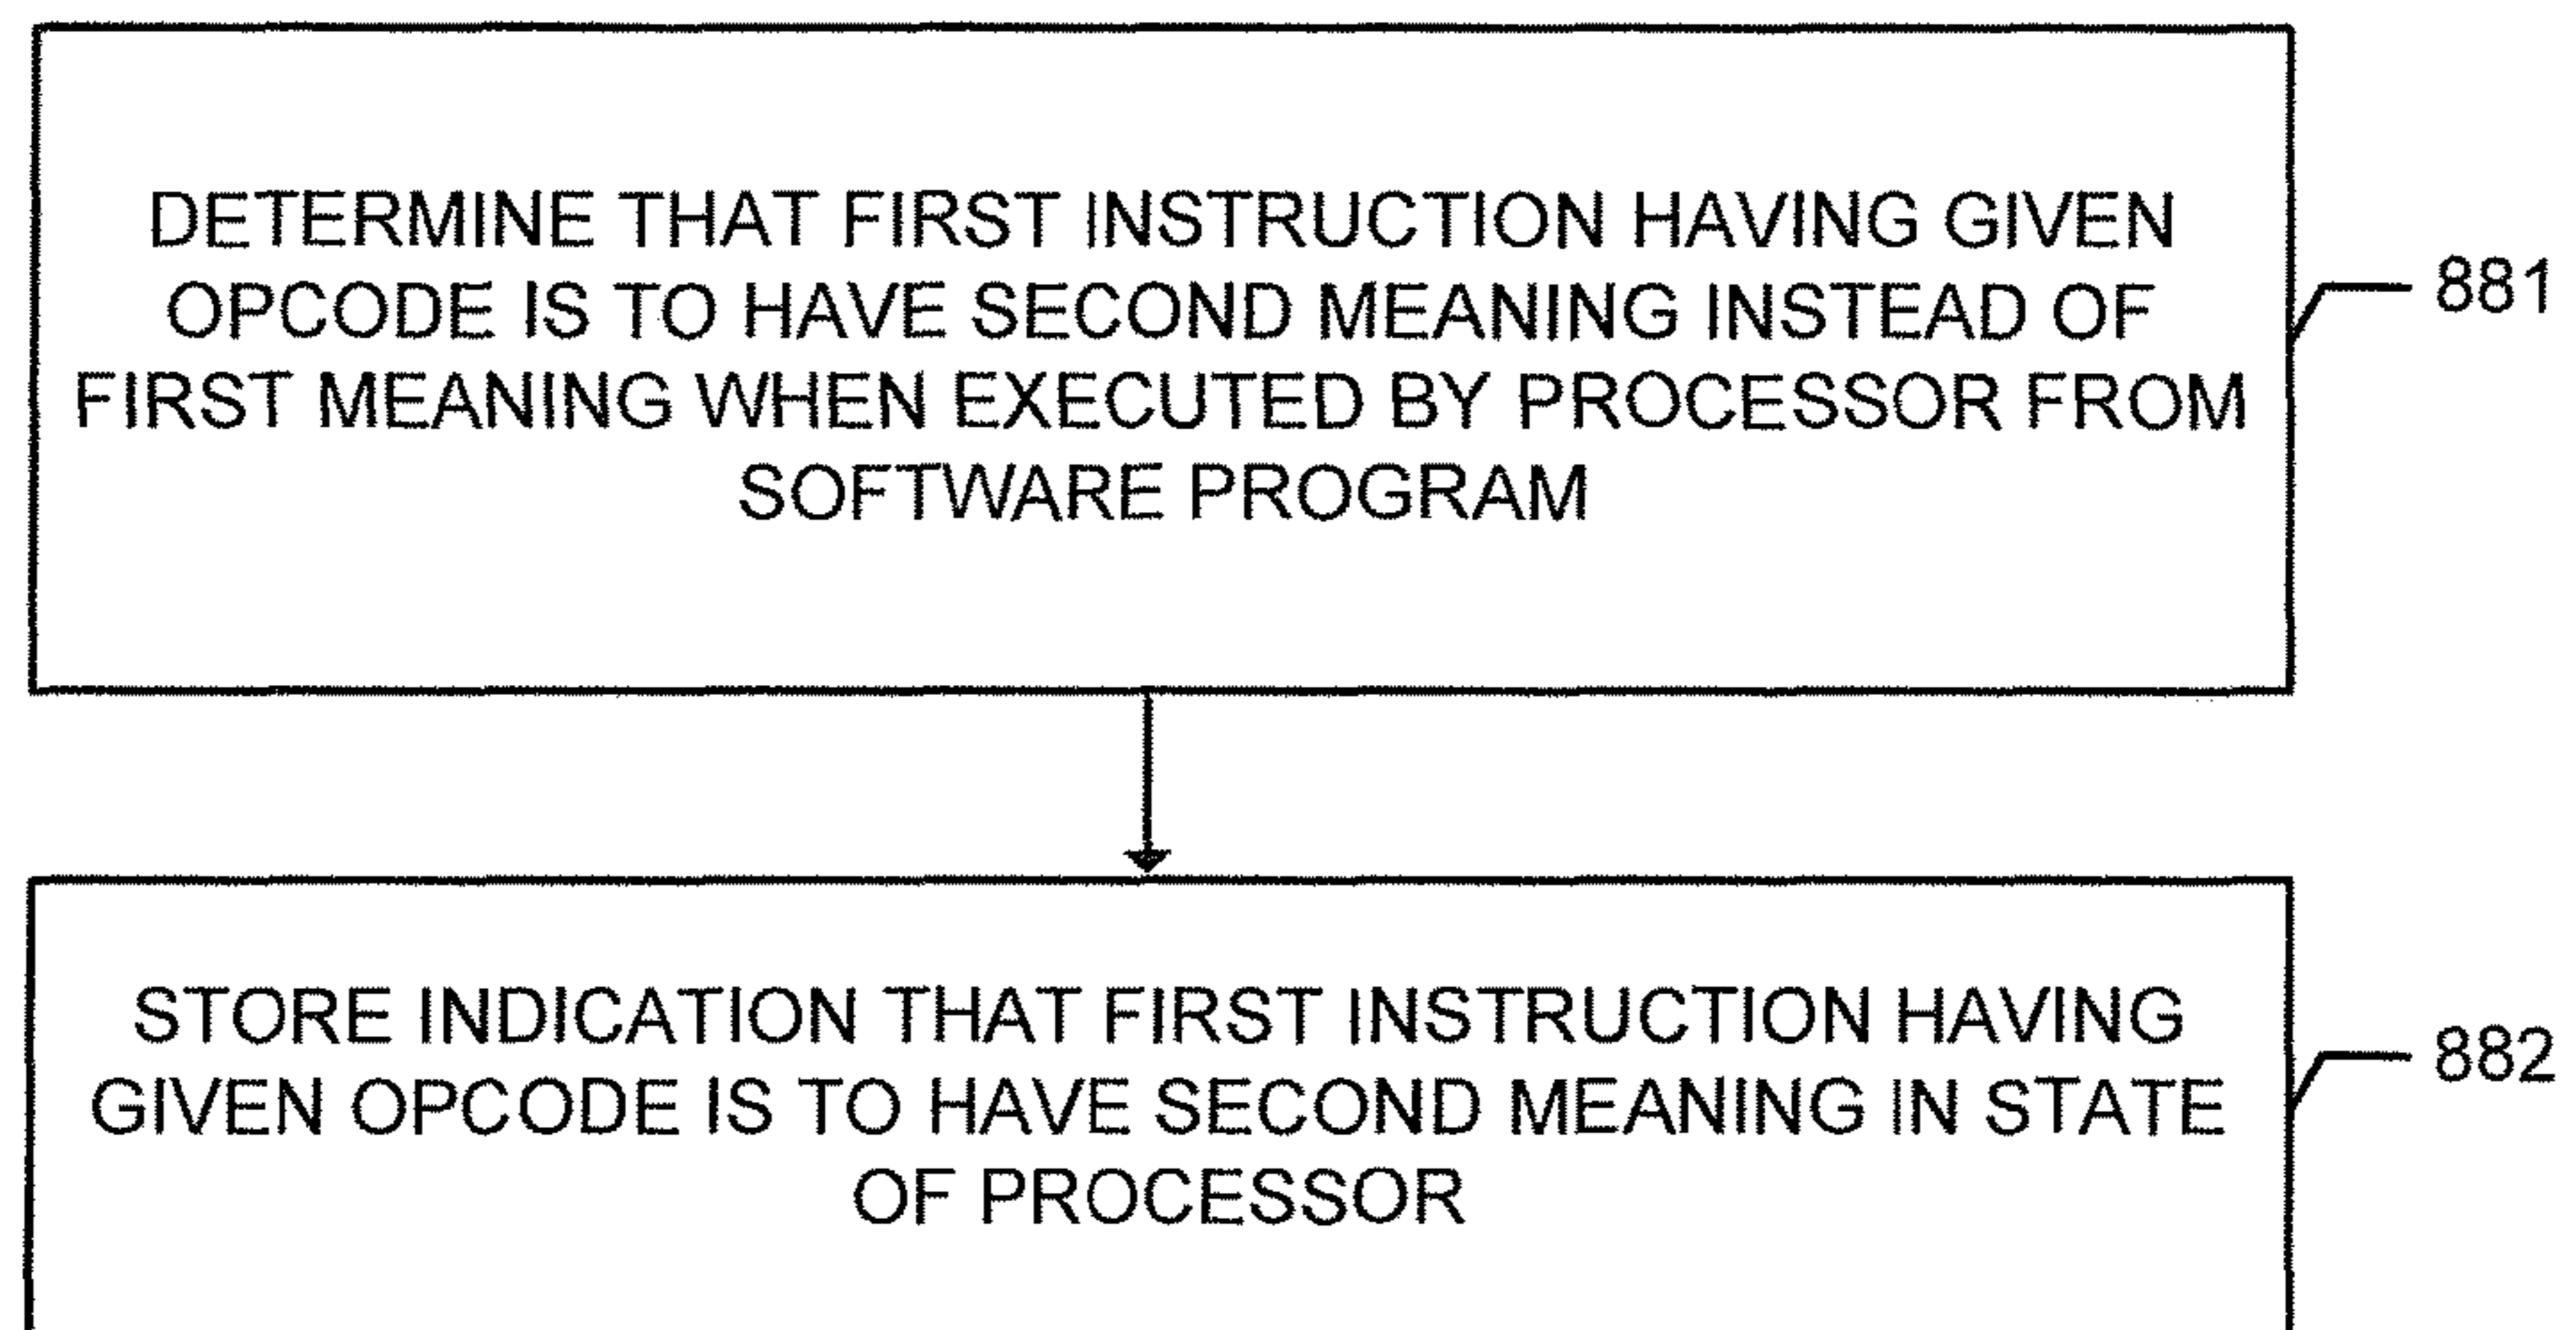 DETERMINE THAT FIRST INSTRUCTION HAVING GIVEN
OPCODE IS TO HAVE SECOND MEANING INSTEAD OF
FIRST MEANING WHEN EXECUTED BY PROCESSOR FROM
SOFTWARE PROGRAM
881
STORE INDICATION THAT FIRST INSTRUCTION HAVING
GIVEN OPCODE IS TO HAVE SECOND MEANING IN STATE
OF PROCESSOR
882